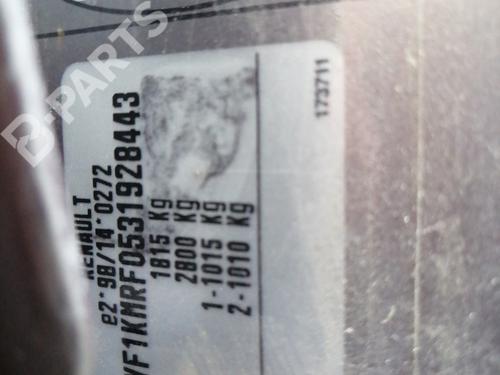 RENAULT
e2*98/14*0272
VF1KMRF0531928443
1815 Kg
2800 Kg
1-1015 Kg
2-1010 Kg
173711
B-PARTS